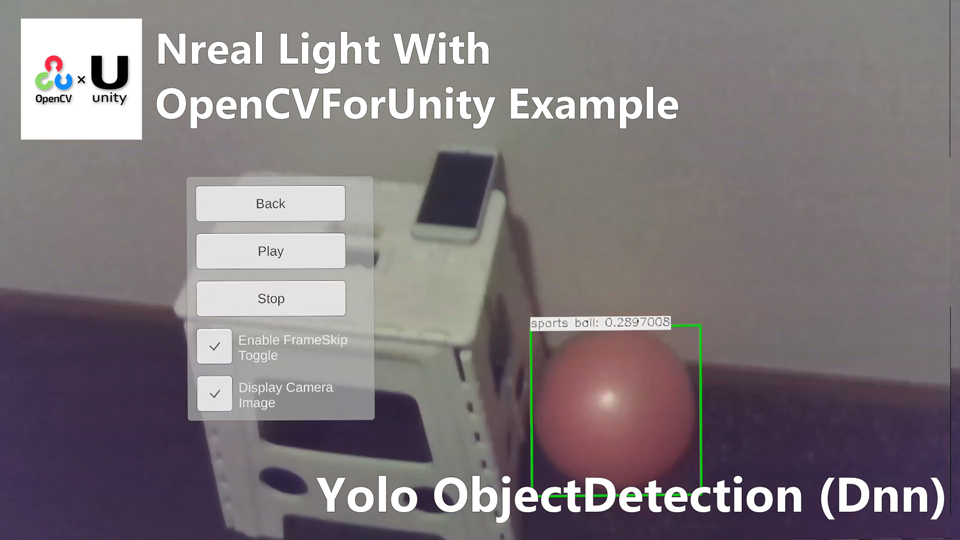 Nreal Light With
OpenCVForUnity Example
OpenCV × unity
Back
Play
Stop
Enable FrameSkip
Toggle
Display Camera
Image
sports ball: 0.2897008
Yolo ObjectDetection (Dnn)